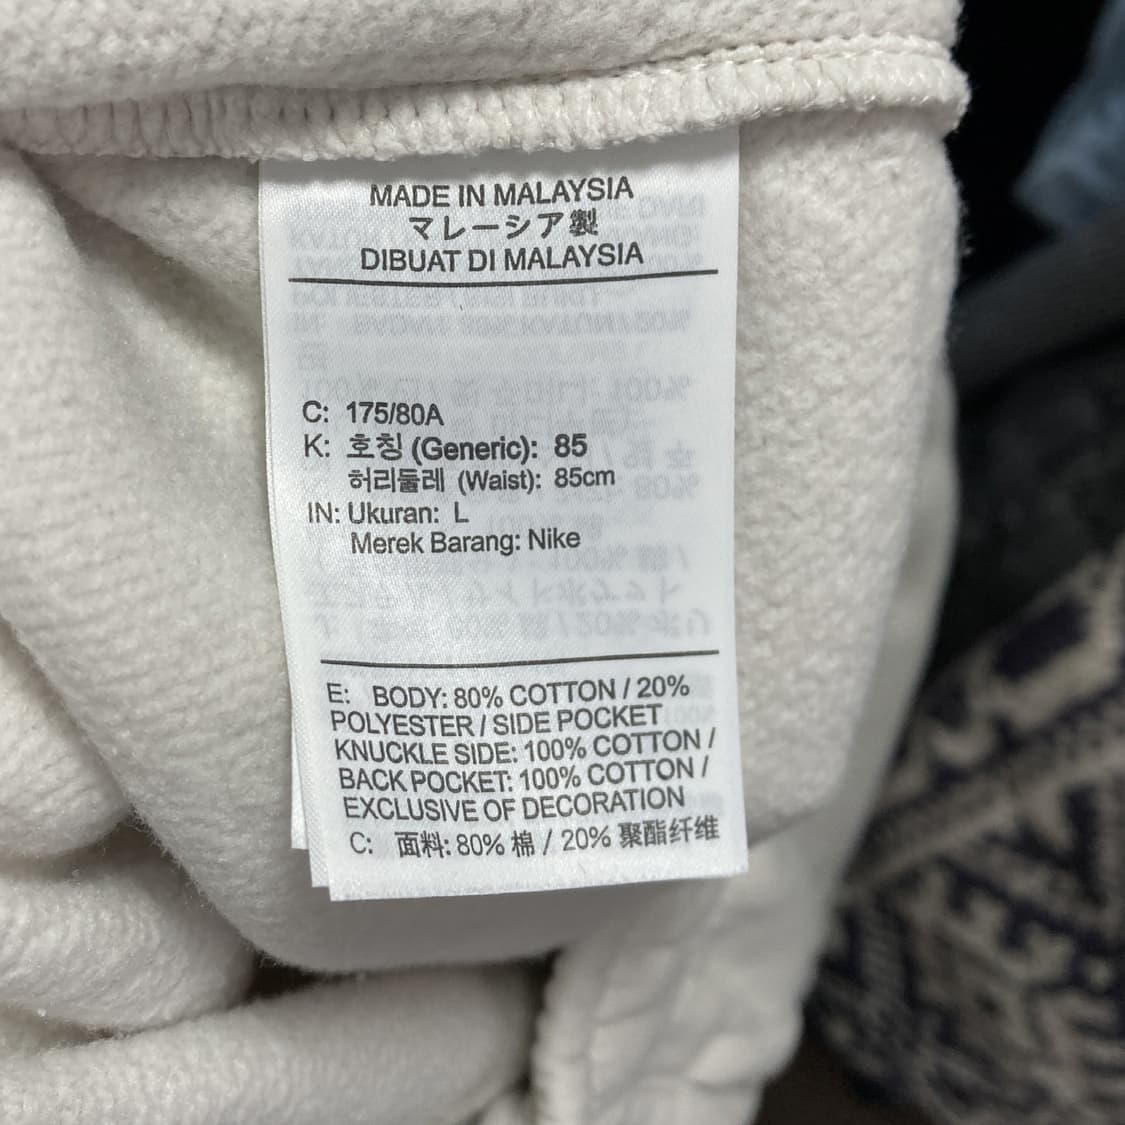 MADE IN MALAYSIA
マレーシア製
DIBUAT DI MALAYSIA
C: 175/80A
K: 호칭 (Generic): 85
허리둘레 (Waist): 85cm
IN: Ukuran: L
Merek Barang: Nike
E: BODY: 80% COTTON / 20%
POLYESTER / SIDE POCKET
KNUCKLE SIDE: 100% COTTON /
BACK POCKET: 100% COTTON /
EXCLUSIVE OF DECORATION
C: 面料: 80% 棉 / 20% 聚酯纤维